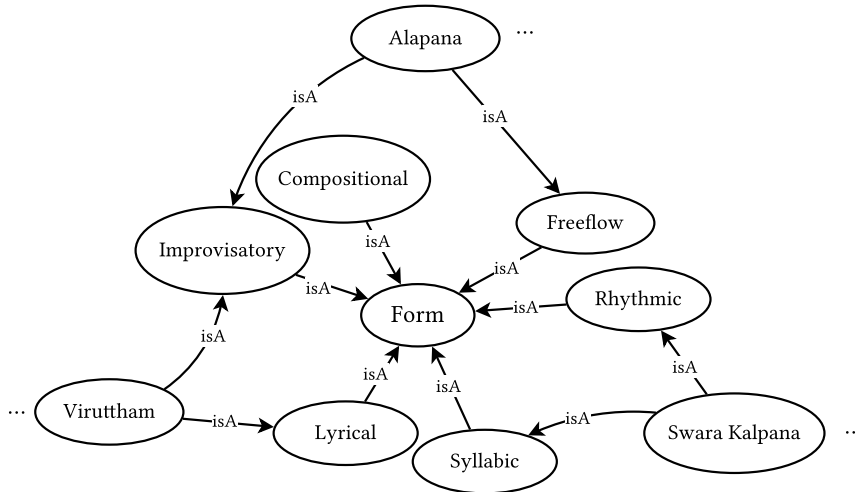 Alapana
...
isA
isA
Compositional
Freeflow
Improvisatory
isA
isA
isA
Rhythmic
isA
Form
isA
isA
isA
isA
...
Viruttham
isA
Lyrical
isA
Swara Kalpana
..
Syllabic